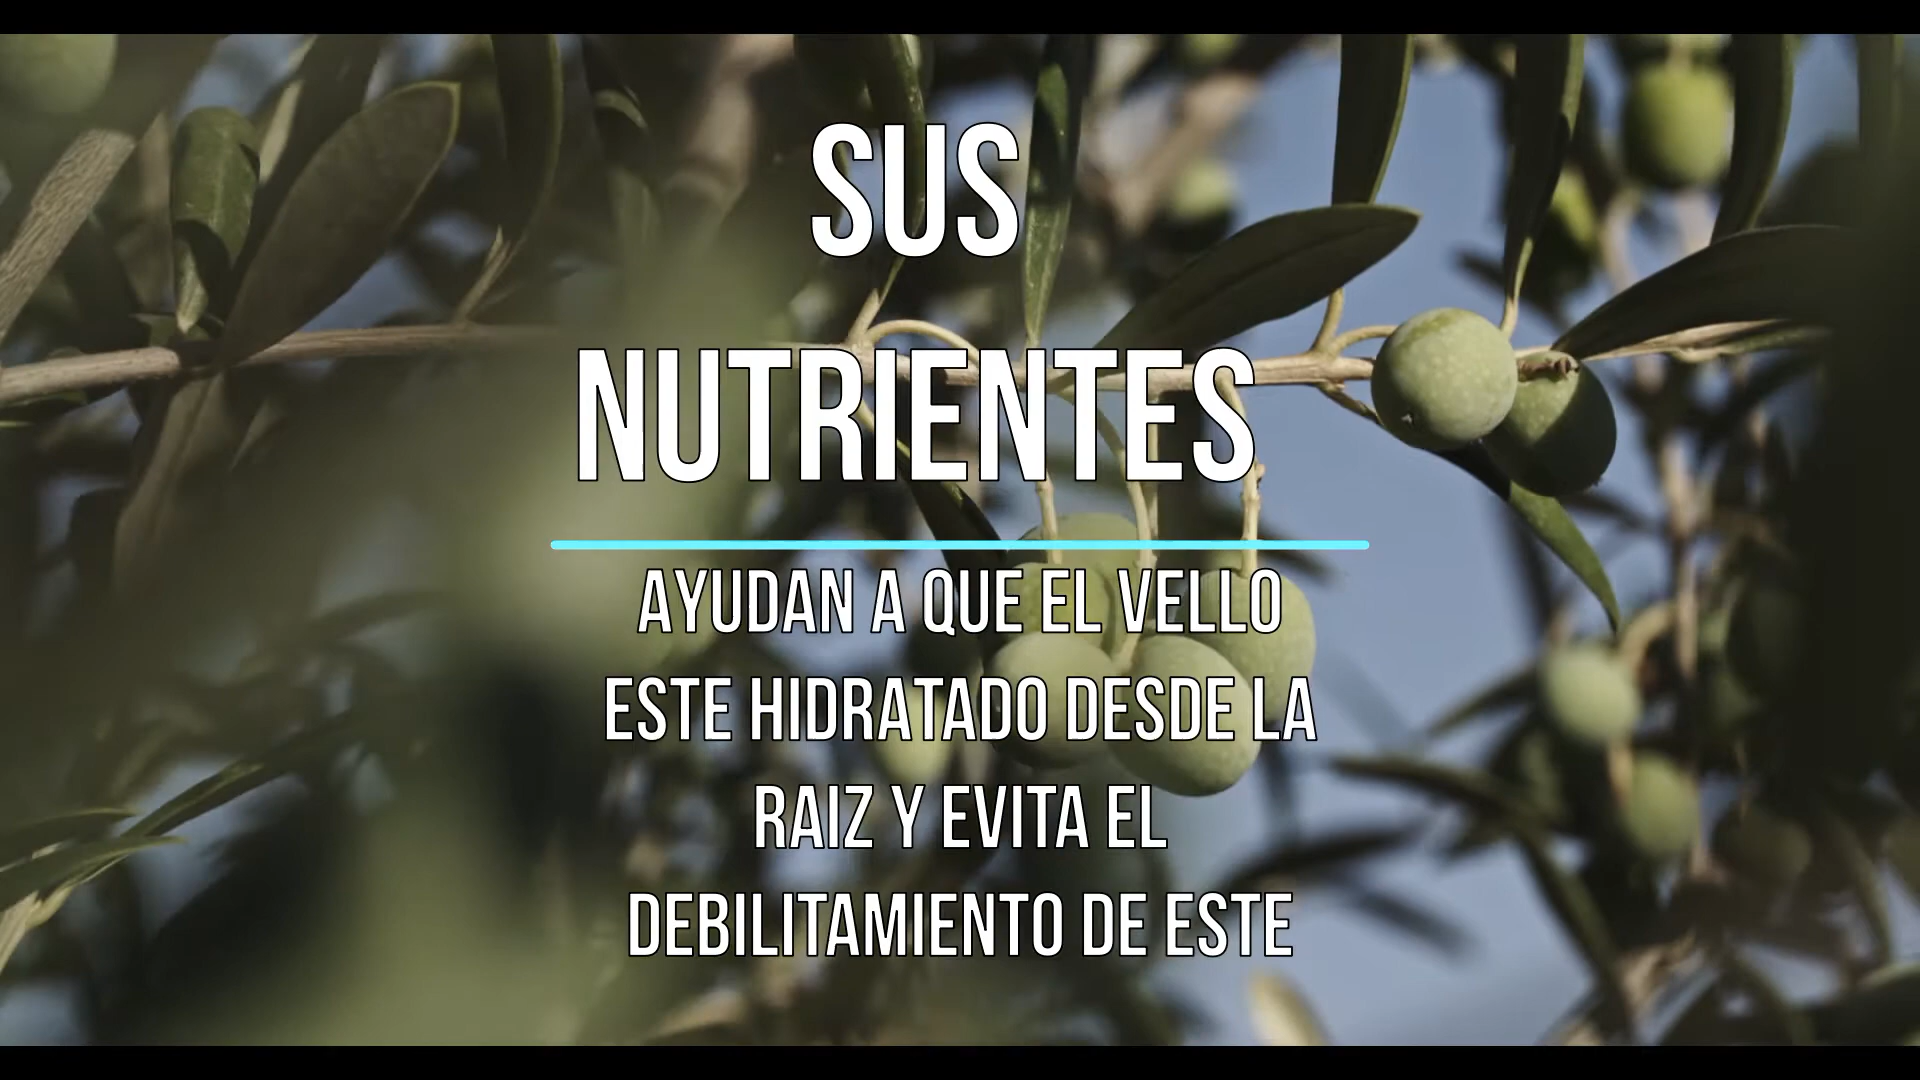 SUS
NUTRIENTES
AYUDAN A QUE EL VELLO
ESTE HIDRATADO DESDE LA
RAIZ Y EVITA EL
DEBILITAMIENTO DE ESTE